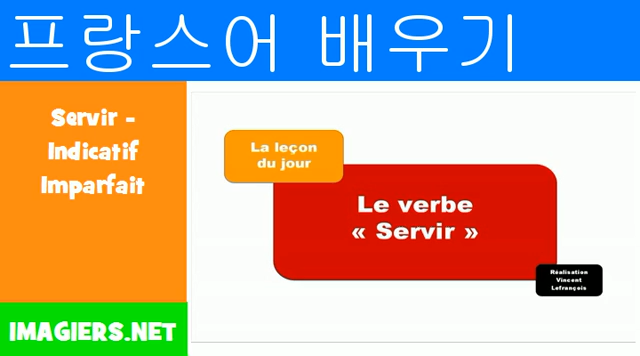 프랑스어 배우기
Servir -
Indicatif
Imparfait
IMAGIERS.NET
La leçon
du jour
Le verbe
« Servir »
Réalisation
Vincent
Lefrançois